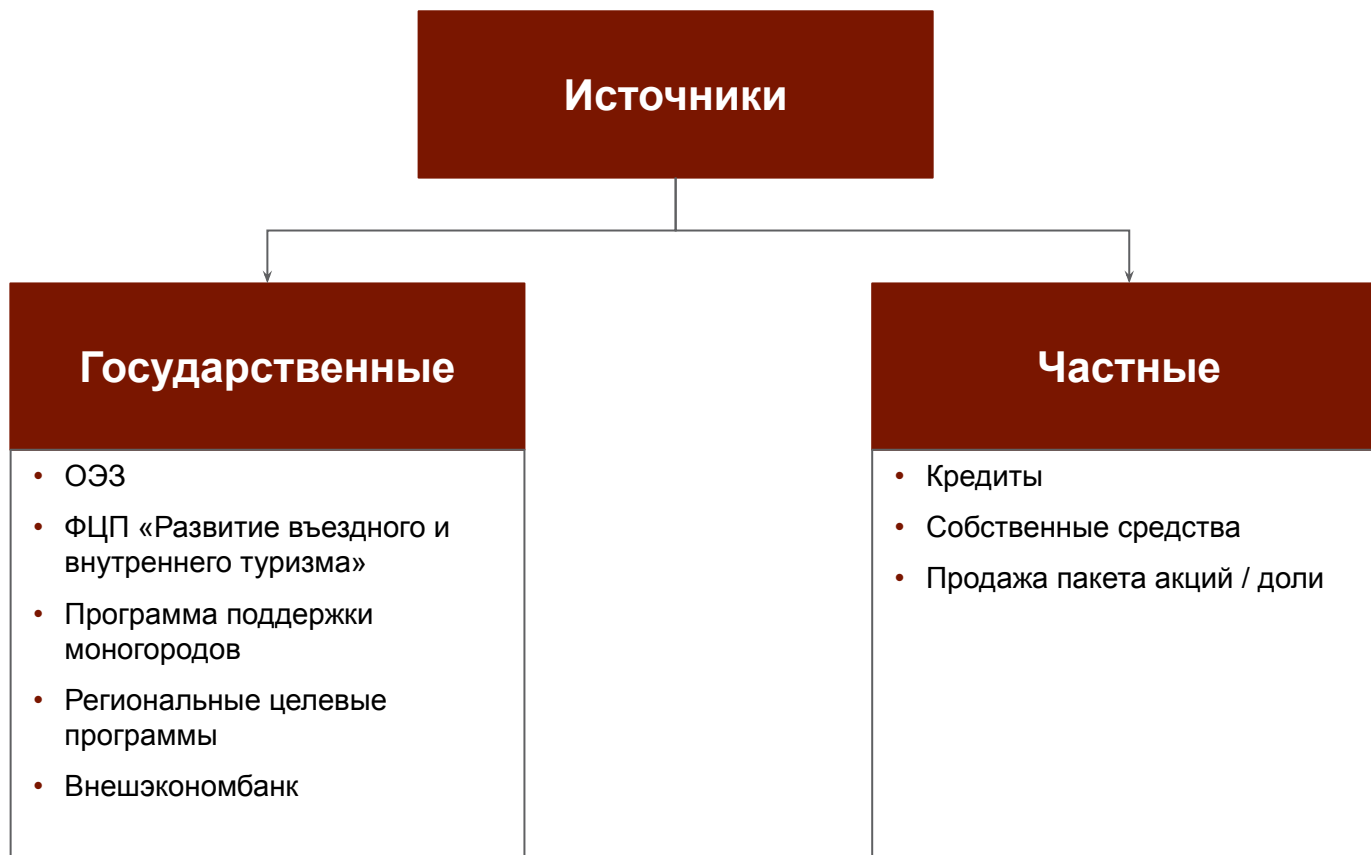 Источники
Государственные
• ОЭЗ
• ФЦП «Развитие въездного и
внутреннего туризма»
• Программа поддержки
моногородов
• Региональные целевые
программы
• Внешэкономбанк
Частные
• Кредиты
• Собственные средства
• Продажа пакета акций / доли